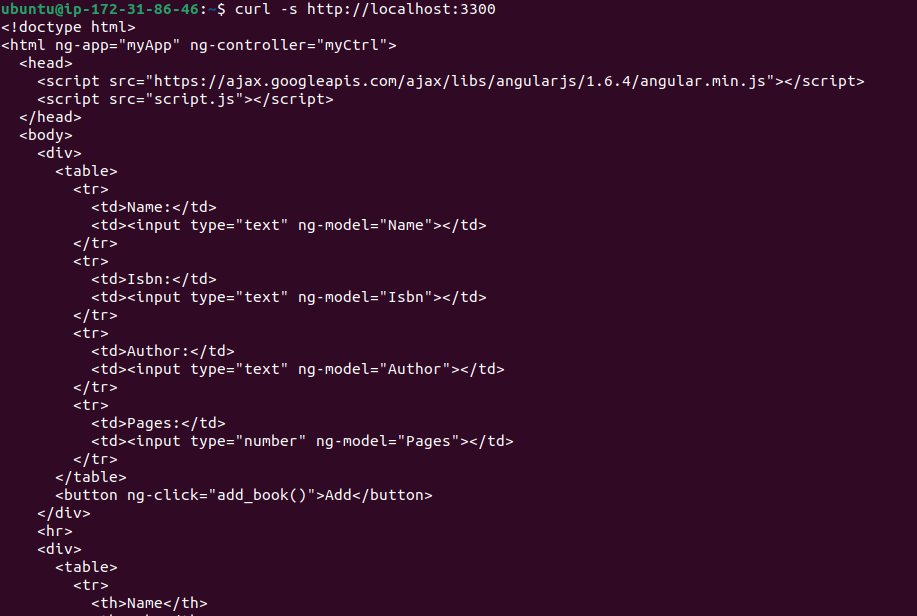 ubuntu@ip-172-31-86-46:~$ curl -s http://localhost:3300
<!doctype html>
<html ng-app="myApp" ng-controller="myCtrl">
  <head>
    <script src="https://ajax.googleapis.com/ajax/libs/angularjs/1.6.4/angular.min.js"></script>
    <script src="script.js"></script>
  </head>
  <body>
    <div>
      <table>
        <tr>
          <td>Name:</td>
          <td><input type="text" ng-model="Name"></td>
        </tr>
        <tr>
          <td>Isbn:</td>
          <td><input type="text" ng-model="Isbn"></td>
        </tr>
        <tr>
          <td>Author:</td>
          <td><input type="text" ng-model="Author"></td>
        </tr>
        <tr>
          <td>Pages:</td>
          <td><input type="number" ng-model="Pages"></td>
        </tr>
      </table>
      <button ng-click="add_book()">Add</button>
    </div>
    <hr>
    <div>
      <table>
        <tr>
          <th>Name</th>